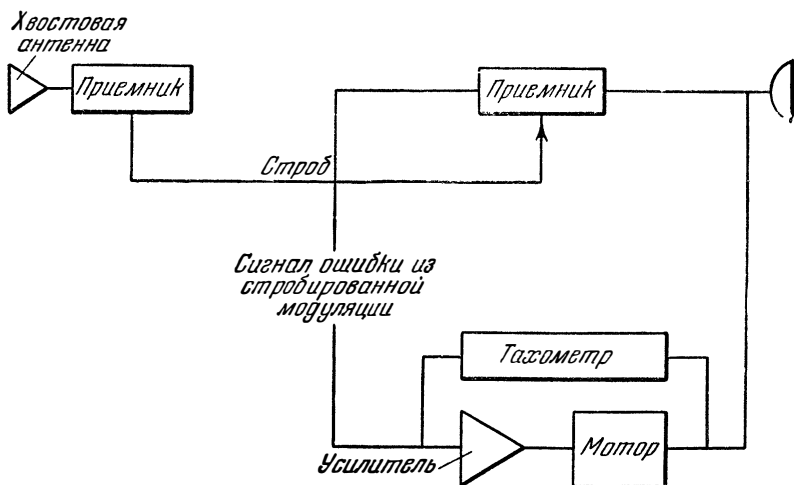 Хвостовая
антенна
Приемник
Приемник
Строб
Сигнал ошибки из
стробированной
модуляции
Тахометр
Усилитель
Мотор